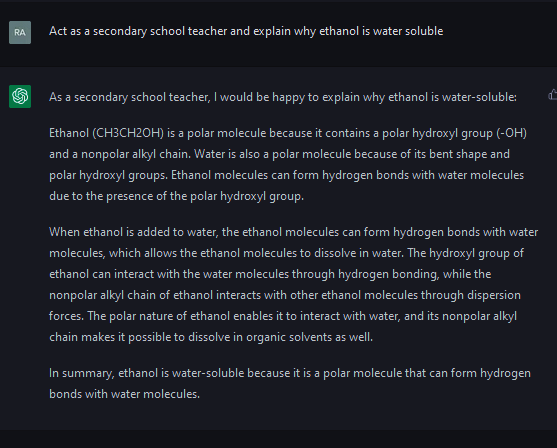 RA
Act as a secondary school teacher and explain why ethanol is water soluble
As a secondary school teacher, I would be happy to explain why ethanol is water-soluble:
Ethanol (CH3CH2OH) is a polar molecule because it contains a polar hydroxyl group (-OH)
and a nonpolar alkyl chain. Water is also a polar molecule because of its bent shape and
polar hydroxyl groups. Ethanol molecules can form hydrogen bonds with water molecules
due to the presence of the polar hydroxyl group.
When ethanol is added to water, the ethanol molecules can form hydrogen bonds with water
molecules, which allows the ethanol molecules to dissolve in water. The hydroxyl group of
ethanol can interact with the water molecules through hydrogen bonding, while the
nonpolar alkyl chain of ethanol interacts with other ethanol molecules through dispersion
forces. The polar nature of ethanol enables it to interact with water, and its nonpolar alkyl
chain makes it possible to dissolve in organic solvents as well.
In summary, ethanol is water-soluble because it is a polar molecule that can form hydrogen
bonds with water molecules.